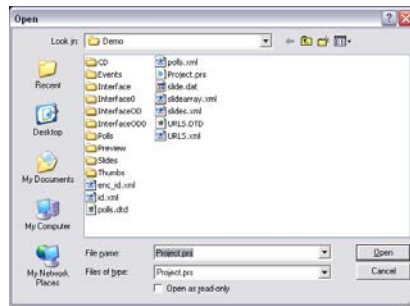 Open
Look in: Demo
Recent
Desktop
My Documents
My Computer
My Network Places
CD
Events
Interface
Interface0
InterfaceOD
InterfaceOD0
Polls
Preview
Slides
Thumbs
enc_id.xml
id.xml
polls.dtd
polls.xml
Project.prs
slide.dat
slidearray.xml
slides.xml
URLS.DTD
URLS.xml
File name: Project.prs Open
Files of type: Project.prs Cancel
Open as read-only